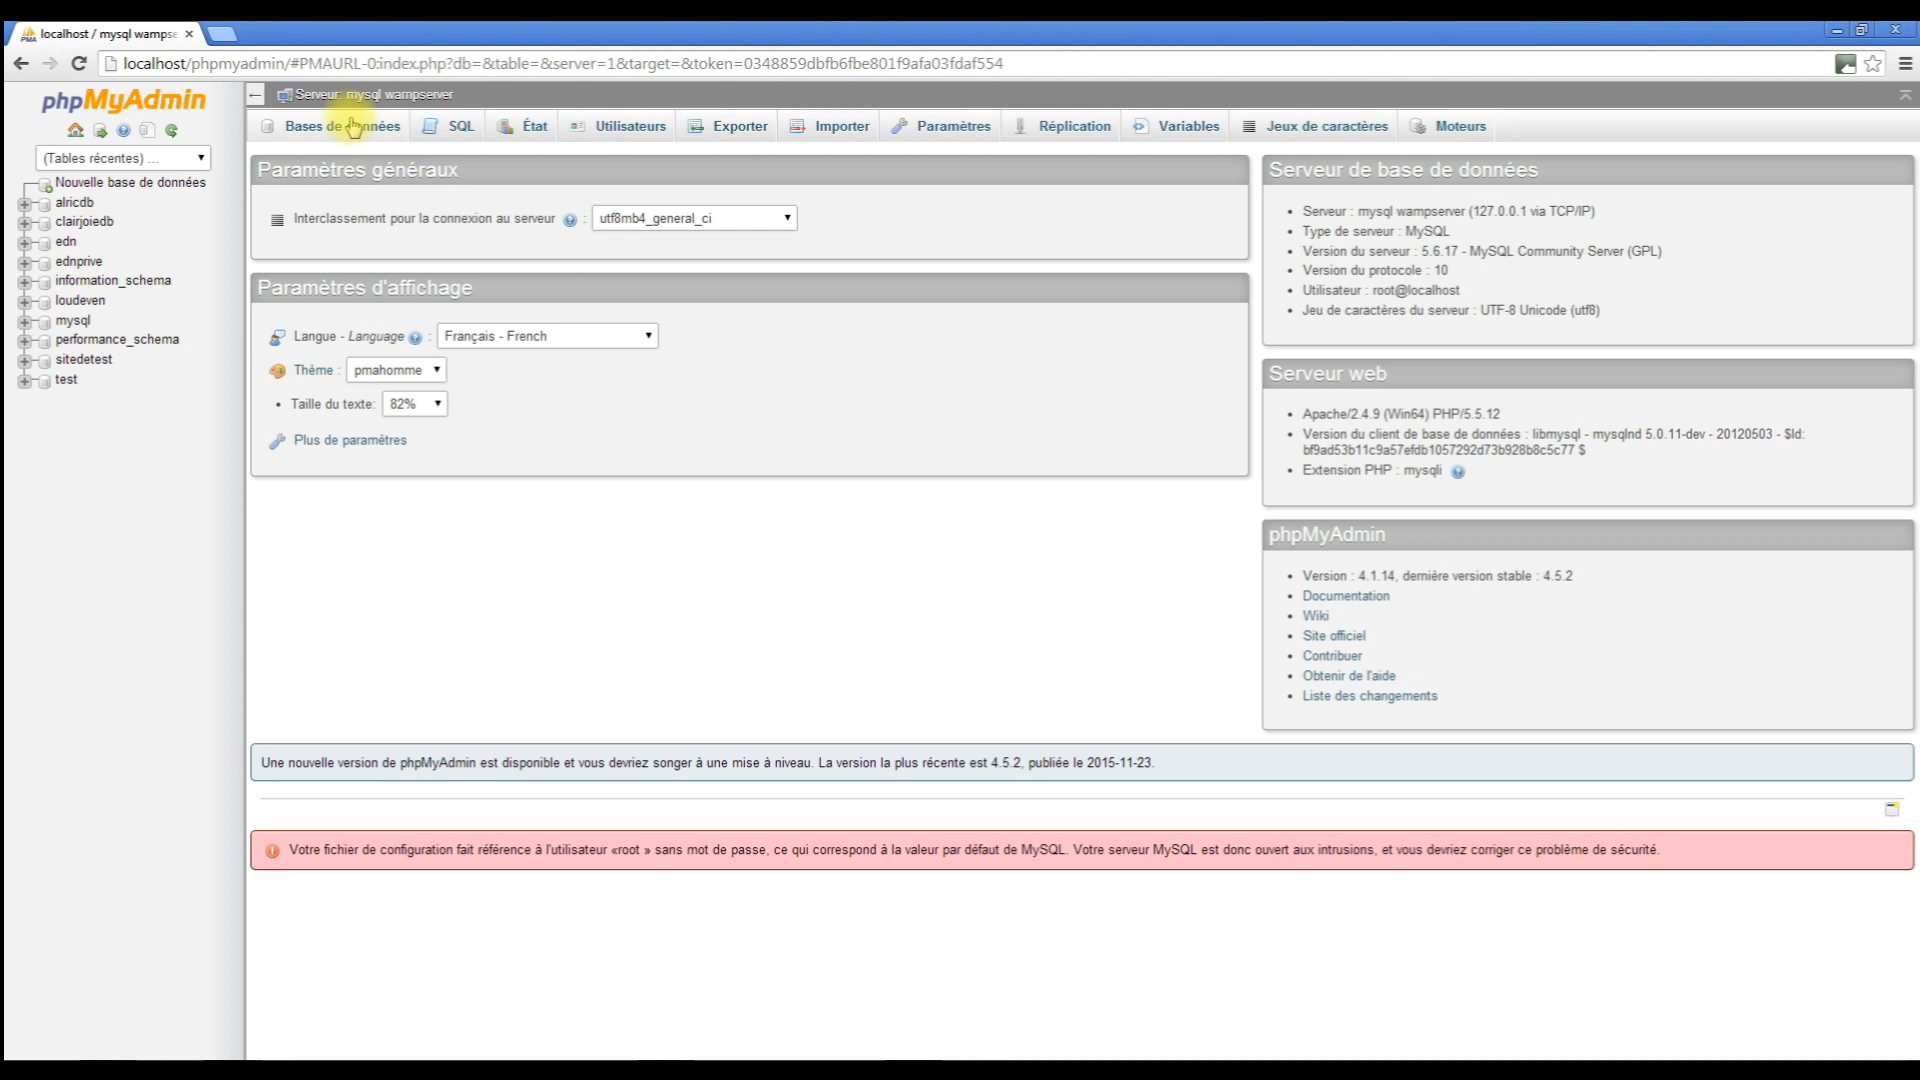 localhost / mysql wampse
localhost/phpmyadmin/#PMAURL-0:index.php?db=&table=&server=1&target=&token=0348859dbfb6fbe801f9afa03fdaf554
phpMyAdmin
(Tables récentes) ...
Nouvelle base de données
alricdb
clairjoiedb
edn
ednprive
information_schema
loudeven
mysql
performance_schema
sitedetest
test
Serveur: mysql wampserver
Bases de données
SQL
État
Utilisateurs
Exporter
Importer
Paramètres
Réplication
Variables
Jeux de caractères
Moteurs
Paramètres généraux
Interclassement pour la connexion au serveur : utf8mb4_general_ci
Paramètres d'affichage
Langue - Language : Français - French
Thème : pmahomme
• Taille du texte: 82%
Plus de paramètres
Serveur de base de données
• Serveur : mysql wampserver (127.0.0.1 via TCP/IP)
• Type de serveur : MySQL
• Version du serveur : 5.6.17 - MySQL Community Server (GPL)
• Version du protocole : 10
• Utilisateur : root@localhost
• Jeu de caractères du serveur : UTF-8 Unicode (utf8)
Serveur web
• Apache/2.4.9 (Win64) PHP/5.5.12
• Version du client de base de données : libmysql - mysqlnd 5.0.11-dev - 20120503 - $Id:
bf9ad53b11c9a57efdb1057292d73b928b8c5c77 $
• Extension PHP : mysqli
phpMyAdmin
• Version : 4.1.14, dernière version stable : 4.5.2
• Documentation
• Wiki
• Site officiel
• Contribuer
• Obtenir de l'aide
• Liste des changements
Une nouvelle version de phpMyAdmin est disponible et vous devriez songer à une mise à niveau. La version la plus récente est 4.5.2, publiée le 2015-11-23.
Votre fichier de configuration fait référence à l'utilisateur «root » sans mot de passe, ce qui correspond à la valeur par défaut de MySQL. Votre serveur MySQL est donc ouvert aux intrusions, et vous devriez corriger ce problème de sécurité.